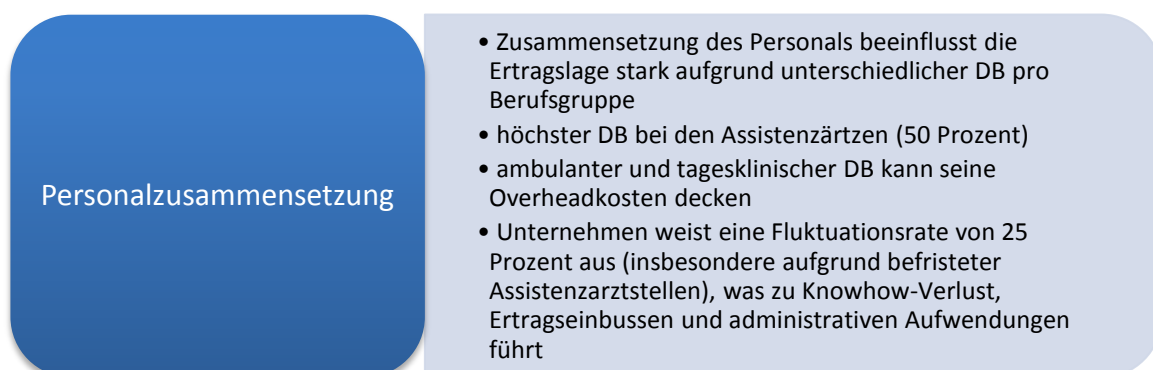 Personalzusammensetzung
• Zusammensetzung des Personals beeinflusst die
Ertragslage stark aufgrund unterschiedlicher DB pro
Berufsgruppe
• höchster DB bei den Assistenzärtzen (50 Prozent)
• ambulanter und tagesklinischer DB kann seine
Overheadkosten decken
• Unternehmen weist eine Fluktuationsrate von 25
Prozent aus (insbesondere aufgrund befristeter
Assistenzarztstellen), was zu Knowhow-Verlust,
Ertragseinbussen und administrativen Aufwendungen
führt